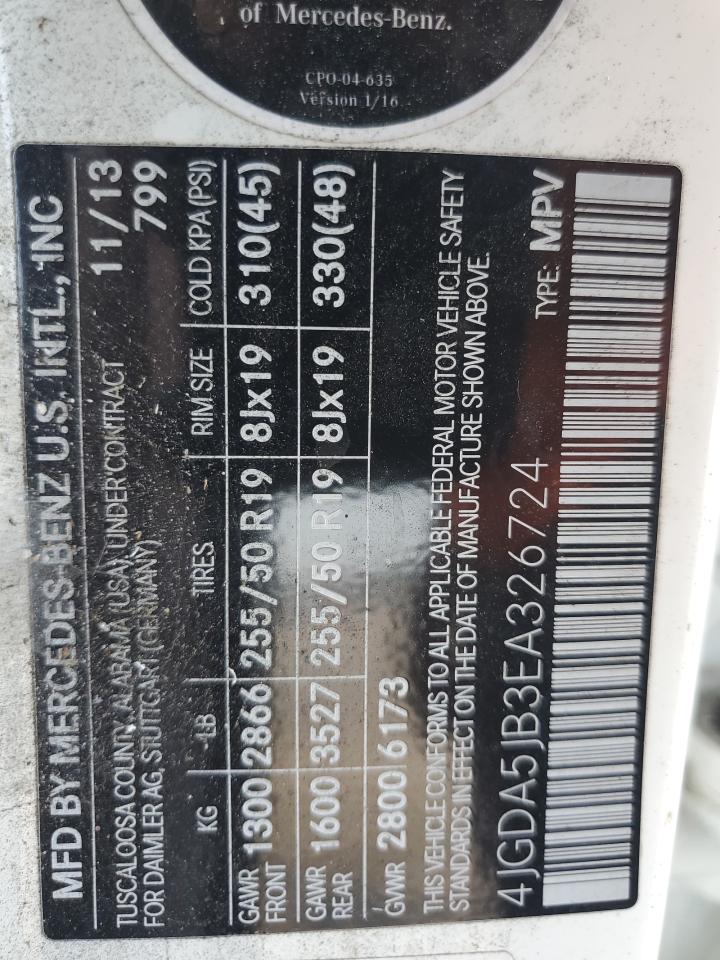 of Mercedes-Benz.
CPO-04-635
Version 1/16
MFD BY MERCEDES-BENZ U.S. INTL., INC
TUSCALOOSA COUNTY, ALABAMA (USA), UNDER CONTRACT 11/13
FOR DAIMLER AG, STUTTGART (GERMANY) 799
KG LB TIRES RIM SIZE COLD KPA(PSI)
GAWR FRONT 1300 2866 255/50 R19 8Jx19 310(45)
GAWR REAR 1600 3527 255/50 R19 8Jx19 330(48)
GVWR 2800 6173
THIS VEHICLE CONFORMS TO ALL APPLICABLE FEDERAL MOTOR VEHICLE SAFETY
STANDARDS IN EFFECT ON THE DATE OF MANUFACTURE SHOWN ABOVE.
4JGDA5JB3EA326724 TYPE: MPV